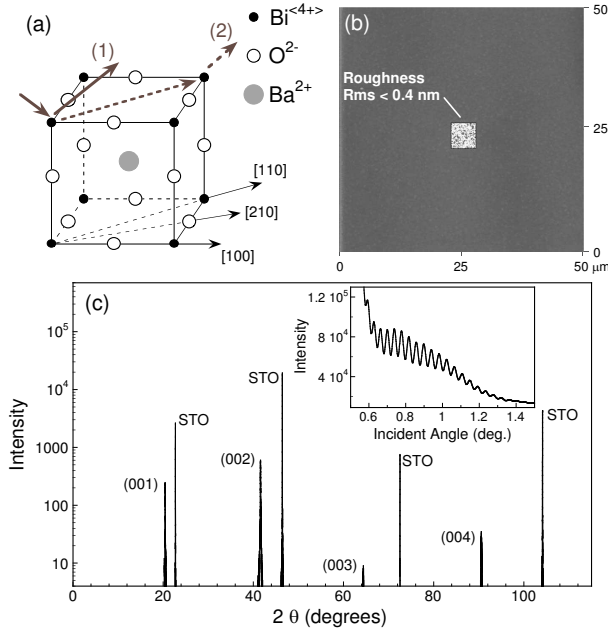 (a)
(1)
(2)
Bi<4+>
O2-
Ba2+
[110]
[210]
[100]
(b)
Roughness
Rms < 0.4 nm
50
25
0
0
25
50 μm
(c)
Intensity
10^5
10^4
1000
100
10
(001)
STO
(002)
STO
(003)
STO
(004)
STO
0
20
40
60
80
100
2 θ (degrees)
Intensity
1.2 10^5
8 10^4
4 10^4
0.6
0.8
1
1.2
1.4
Incident Angle (deg.)